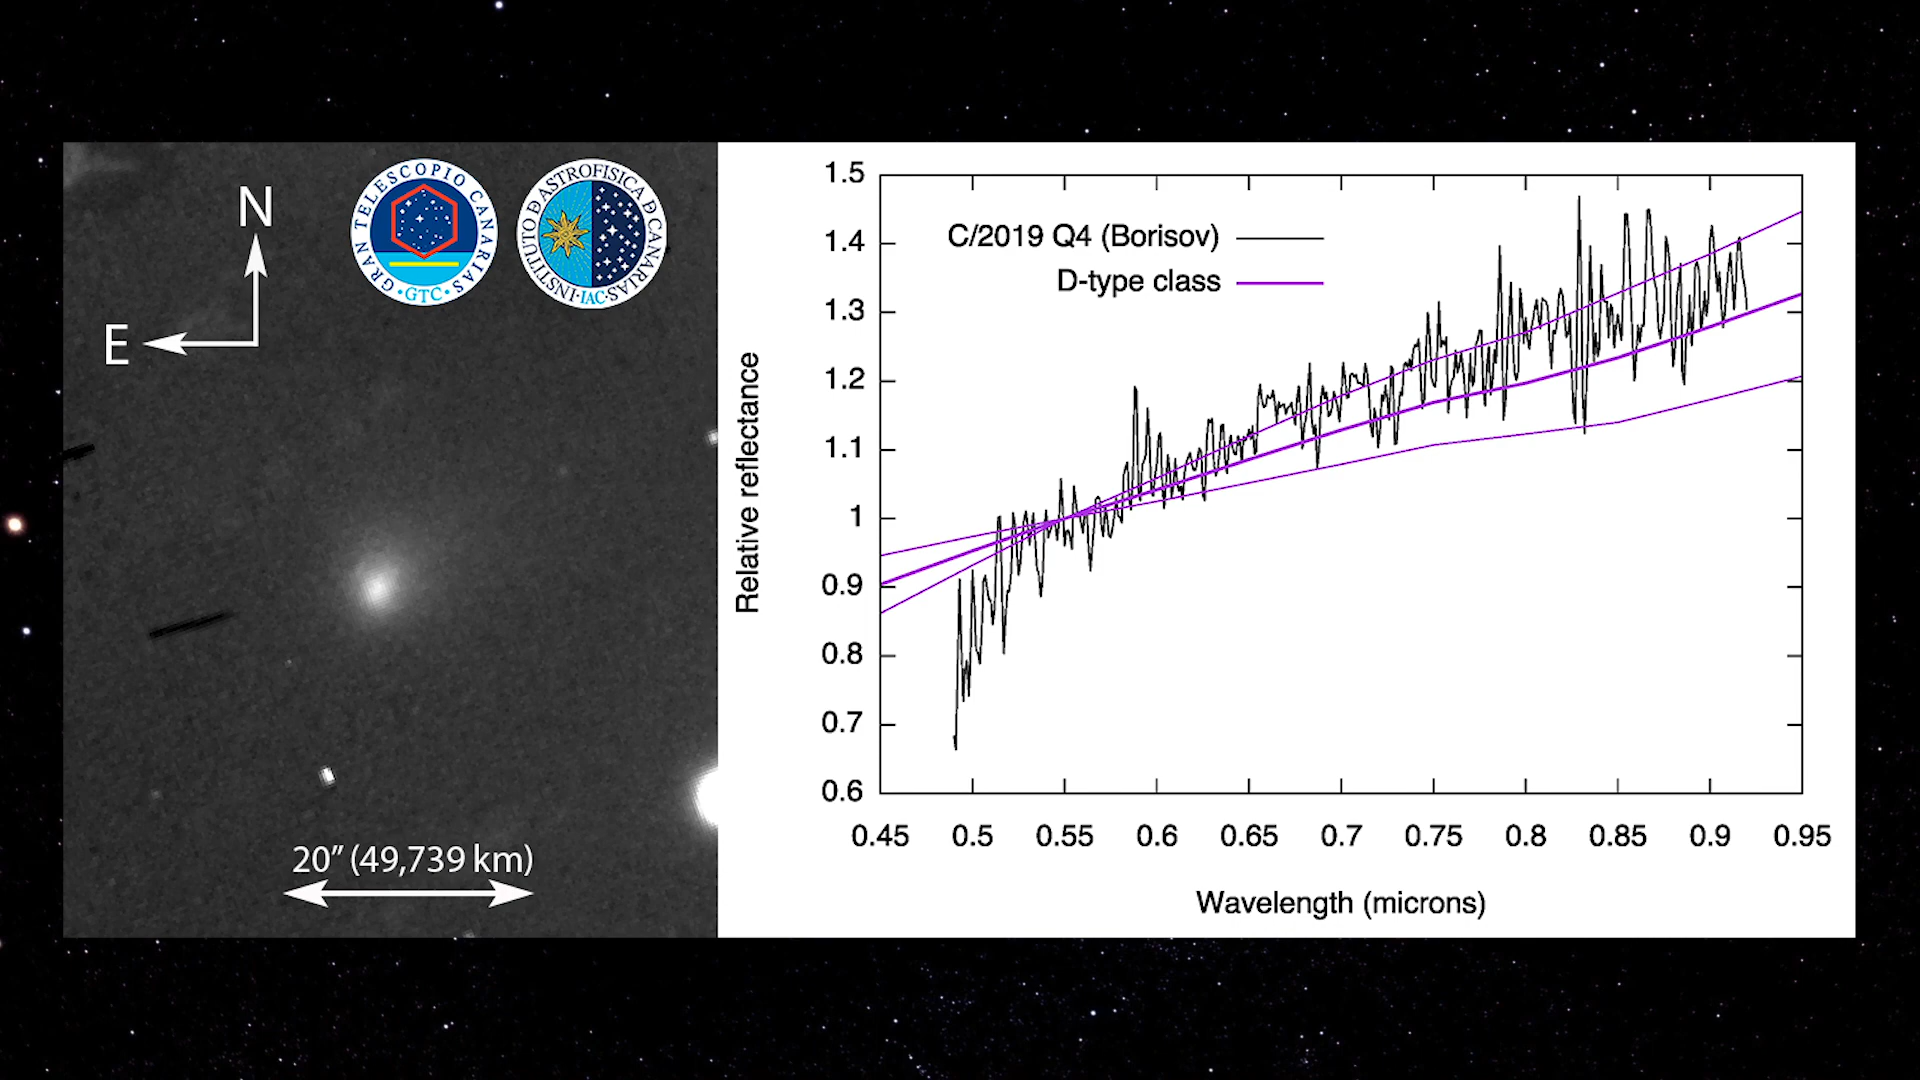 N
E
GRAN TELESCOPIO CANARIAS
•GTC•
INSTITUTO D ASTROFISICA D CANARIAS
·IAC·
20” (49,739 km)
C/2019 Q4 (Borisov)
D-type class
Relative reflectance
1.5
1.4
1.3
1.2
1.1
1
0.9
0.8
0.7
0.6
0.45 0.5 0.55 0.6 0.65 0.7 0.75 0.8 0.85 0.9 0.95
Wavelength (microns)